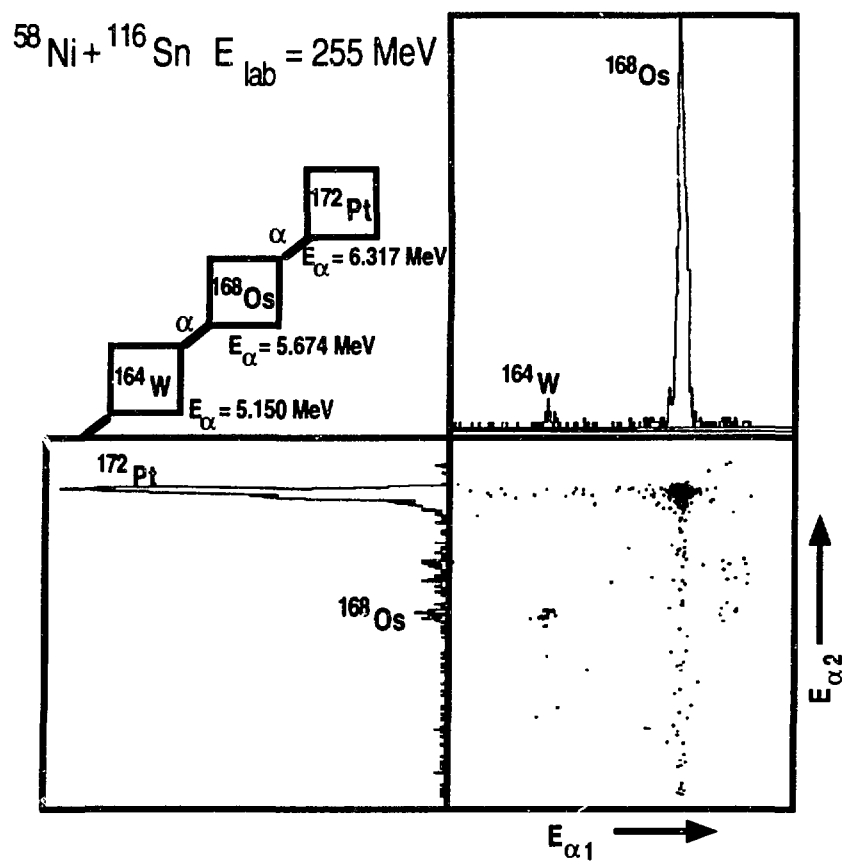 ⁵⁸Ni + ¹¹⁶Sn E lab = 255 MeV
¹⁶⁸Os
¹⁷²Pt
α
Eα = 6.317 MeV
¹⁶⁸Os
α
Eα = 5.674 MeV
¹⁶⁴W
Eα = 5.150 MeV
¹⁶⁴W
¹⁷²Pt
¹⁶⁸Os
Eα2
Eα1